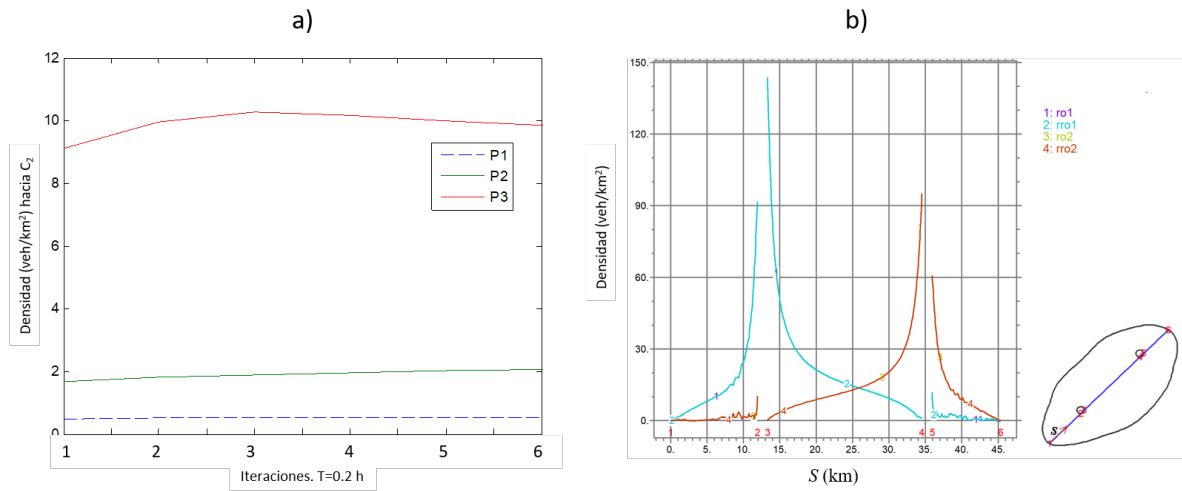 a)
b)
Densidad (veh/km²) hacia C₂
12
10
8
6
4
2
0
P1
P2
P3
1 2 3 4 5 6
Iteraciones. T=0.2 h
Densidad (veh/km²)
150.
120.
90.
60.
30.
0.
1 2 3 4 5 6
0. 5. 10. 15. 20. 25. 30. 35. 40. 45.
S (km)
1: ro1
2: rro1
3: ro2
4: rro2
S